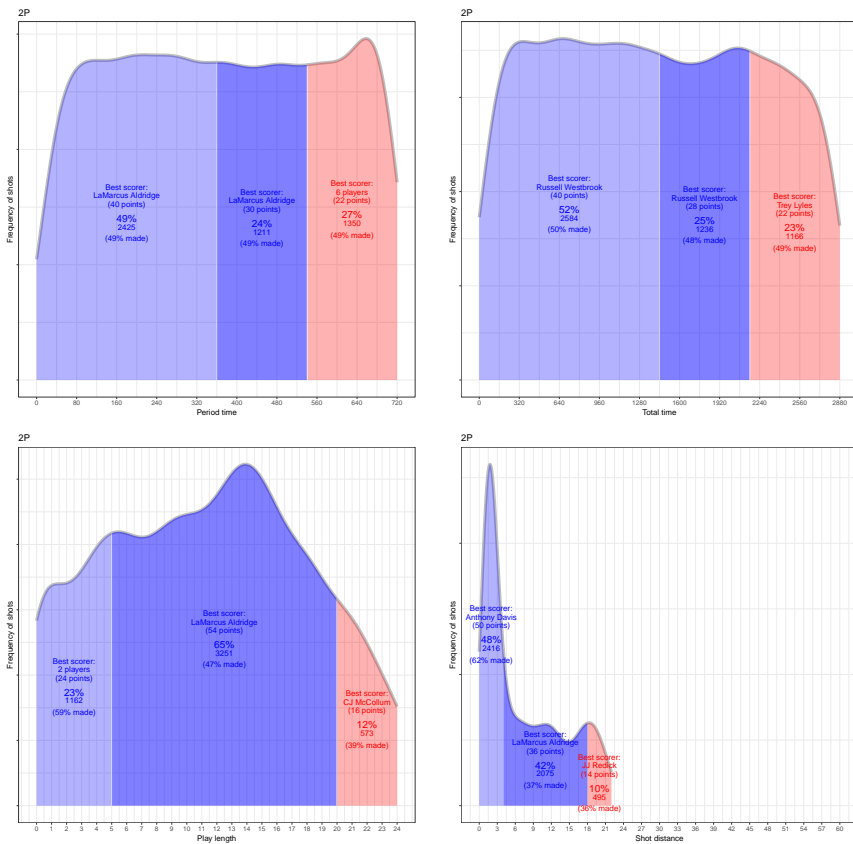 2P
Frequency of shots
Best scorer:
LaMarcus Aldridge
(40 points)
49%
2425
(49% made)
Best scorer:
LaMarcus Aldridge
(30 points)
24%
1211
(49% made)
Best scorer:
6 players
(22 points)
27%
1350
(49% made)
0 80 160 240 320 400 480 560 640 720
Period time
2P
Frequency of shots
Best scorer:
Russell Westbrook
(40 points)
52%
2584
(50% made)
Best scorer:
Russell Westbrook
(28 points)
25%
1236
(48% made)
Best scorer:
Trey Lyles
(22 points)
23%
1166
(49% made)
0 320 640 960 1280 1600 1920 2240 2560 2880
Total time
2P
Frequency of shots
Best scorer:
2 players
(24 points)
23%
1162
(59% made)
Best scorer:
LaMarcus Aldridge
(54 points)
65%
3251
(47% made)
Best scorer:
CJ McCollum
(16 points)
12%
573
(39% made)
0 1 2 3 4 5 6 7 8 9 10 11 12 13 14 15 16 17 18 19 20 21 22 23 24
Play length
2P
Frequency of shots
Best scorer:
Anthony Davis
(50 points)
48%
2416
(62% made)
Best scorer:
LaMarcus Aldridge
(36 points)
42%
2075
(37% made)
Best scorer:
JJ Redick
(14 points)
10%
495
(36% made)
0 3 6 9 12 15 18 21 24 27 30 33 36 39 42 45 48 51 54 57 60
Shot distance